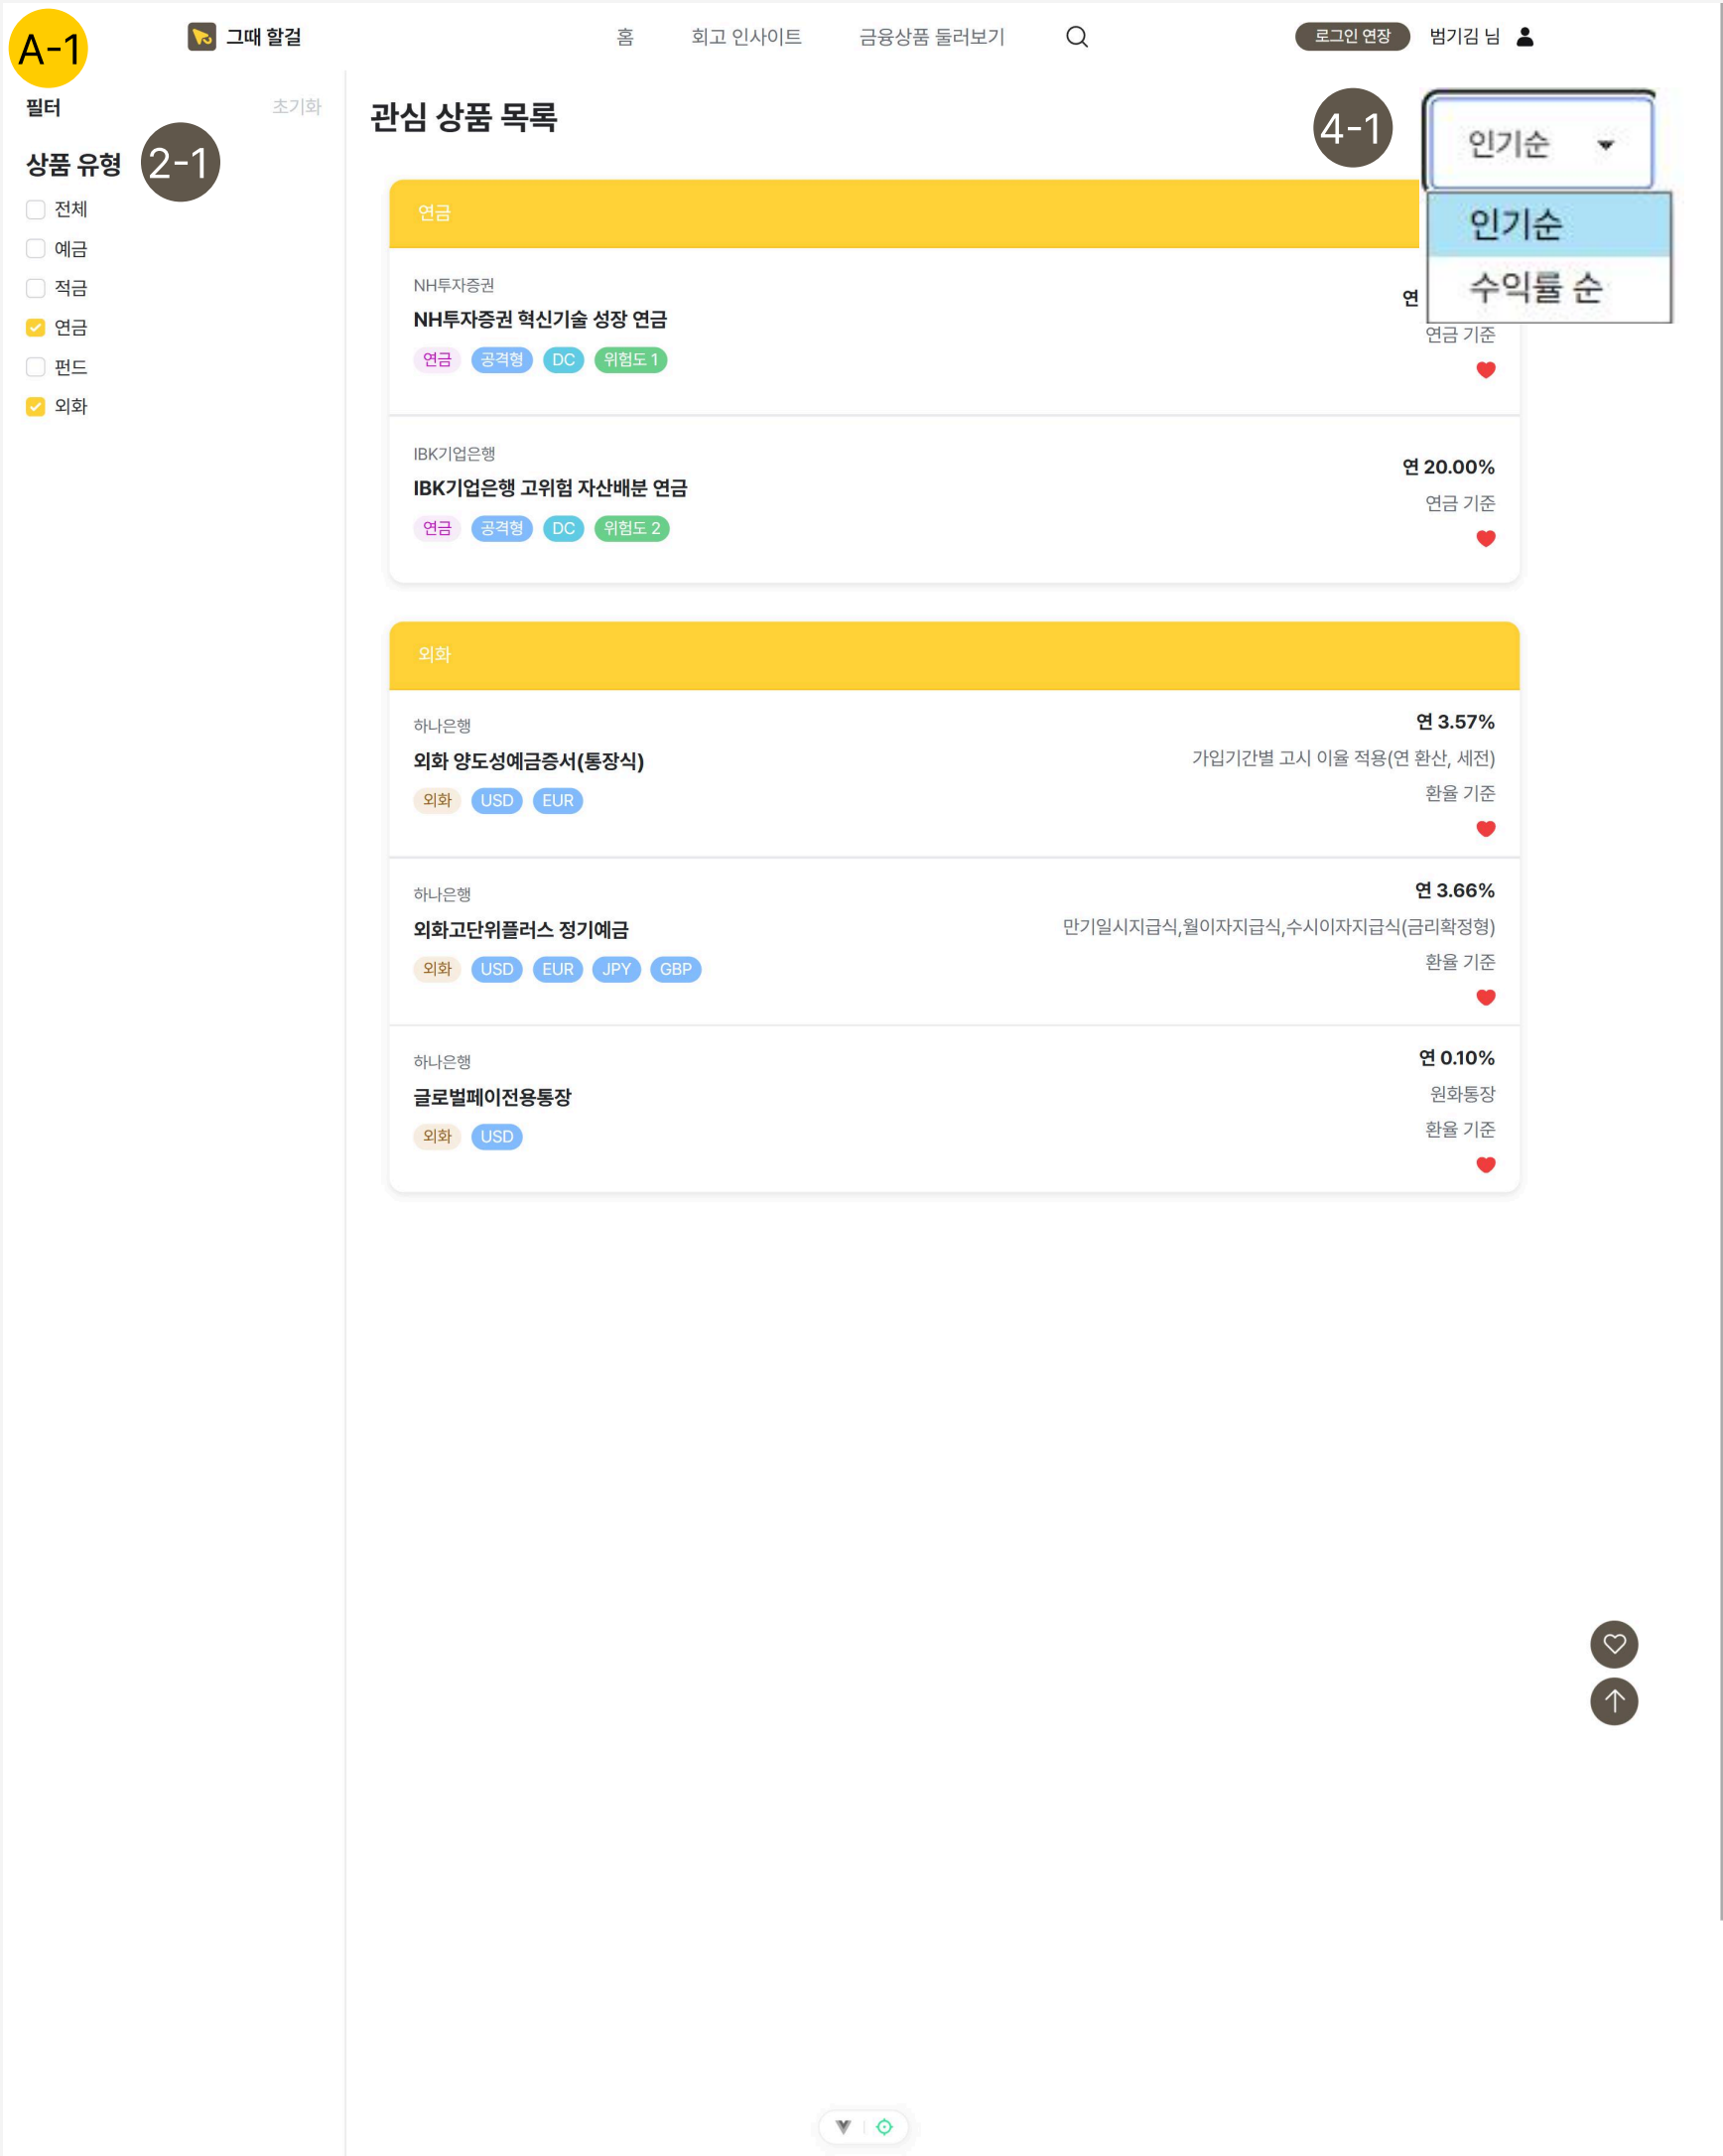 A-1
그때 할걸
홈
회고 인사이트
금융상품 둘러보기
로그인 연장
범기김 님
필터
초기화
상품 유형
2-1
전체
예금
적금
연금
펀드
외화
관심 상품 목록
4-1
인기순
인기순
수익률 순
연금
NH투자증권
NH투자증권 혁신기술 성장 연금
연금 공격형 DC 위험도 1
연
연금 기준
IBK기업은행
IBK기업은행 고위험 자산배분 연금
연금 공격형 DC 위험도 2
연 20.00%
연금 기준
외화
하나은행
외화 양도성예금증서(통장식)
외화 USD EUR
연 3.57%
가입기간별 고시 이율 적용(연 환산, 세전)
환율 기준
하나은행
외화고단위플러스 정기예금
외화 USD EUR JPY GBP
연 3.66%
만기일시지급식,월이자지급식,수시이자지급식(금리확정형)
환율 기준
하나은행
글로벌페이전용통장
외화 USD
연 0.10%
원화통장
환율 기준